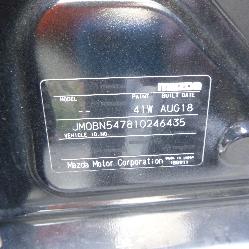 MAZDA
MODEL PAINT BUILT DATE
-- 41W AUG18
JM0BN547810246435
VEHICLE ID.NO.
Mazda Motor Corporation MADE IN JAPAN